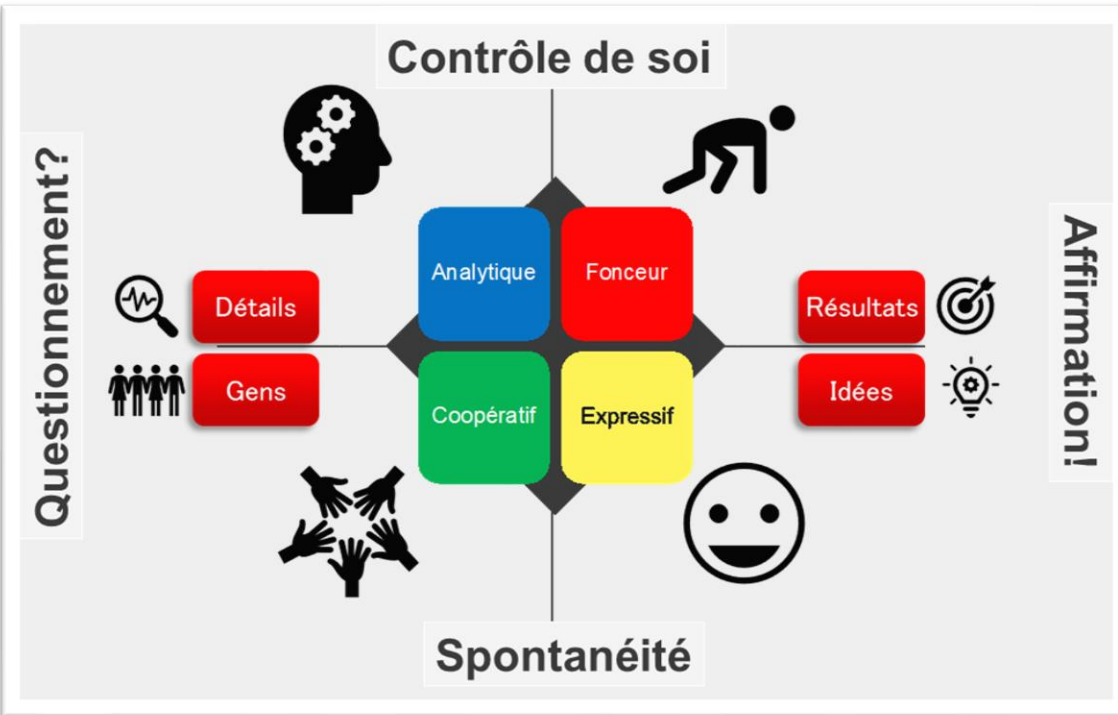 Contrôle de soi
Questionnement?
Affirmation!
Analytique
Fonceur
Détails
Résultats
Gens
Idées
Coopératif
Expressif
Spontanéité